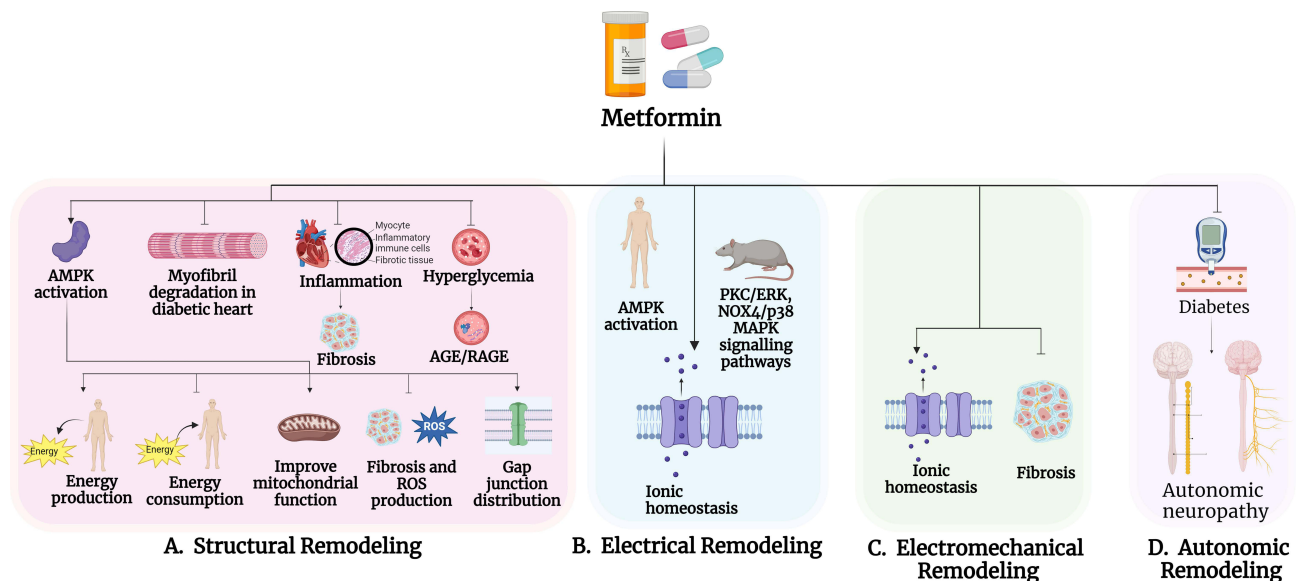 Rx
Metformin
AMPK
activation
Myofibril
degradation in
diabetic heart
Myocyte
Inflammatory
immune cells
Fibrotic tissue
Inflammation
Hyperglycemia
Fibrosis
AGE/RAGE
Energy
Energy
production
Energy
Energy
consumption
Improve
mitochondrial
function
ROS
Fibrosis and
ROS
production
Gap
junction
distribution
A. Structural Remodeling
AMPK
activation
PKC/ERK,
NOX4/p38
MAPK
signalling
pathways
Ionic
homeostasis
B. Electrical Remodeling
Ionic
homeostasis
Fibrosis
C. Electromechanical
Remodeling
Diabetes
Autonomic
neuropathy
D. Autonomic
Remodeling